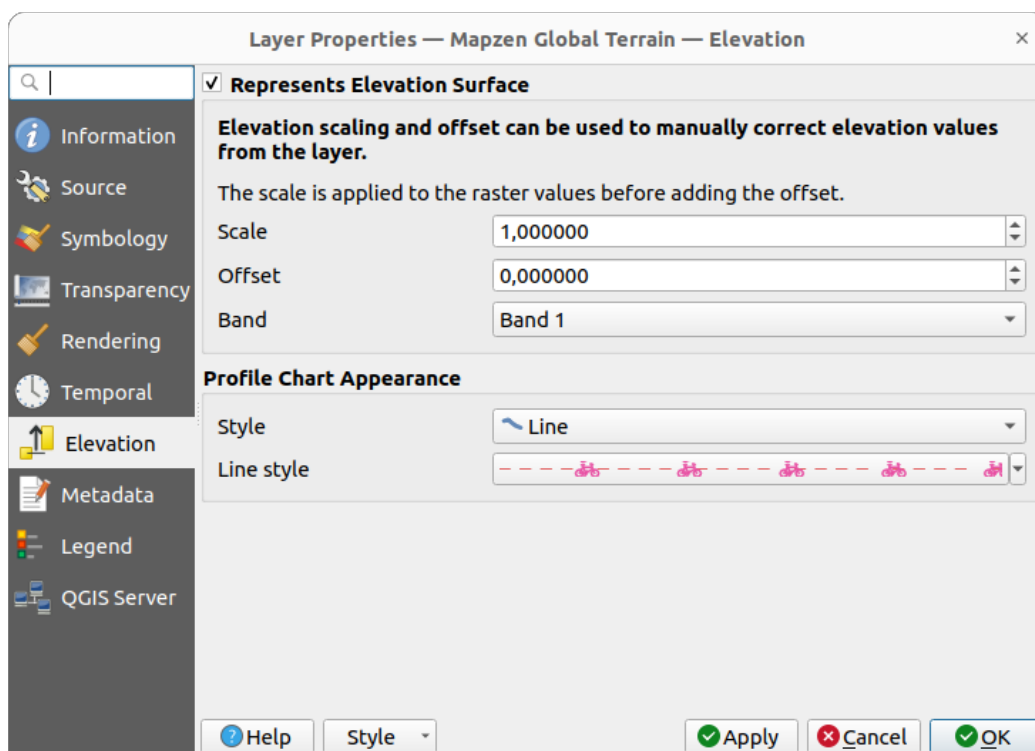 Layer Properties — Mapzen Global Terrain — Elevation
Information
Source
Symbology
Transparency
Rendering
Temporal
Elevation
Metadata
Legend
QGIS Server
Represents Elevation Surface
Elevation scaling and offset can be used to manually correct elevation values
from the layer.
The scale is applied to the raster values before adding the offset.
Scale 1,000000
Offset 0,000000
Band Band 1
Profile Chart Appearance
Style Line
Line style
Help Style Apply Cancel OK